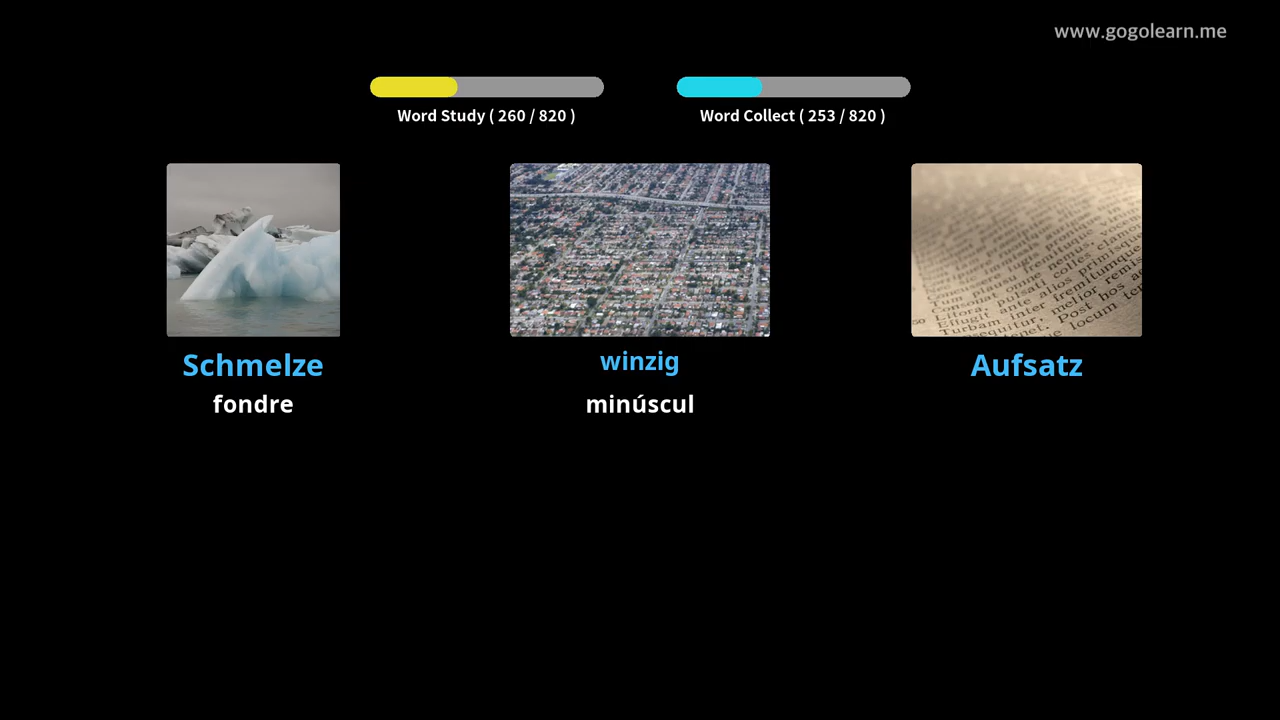 www.gogolearn.me
Word Study ( 260 / 820 )
Word Collect ( 253 / 820 )
Schmelze
fondre
winzig
minúscul
Aufsatz